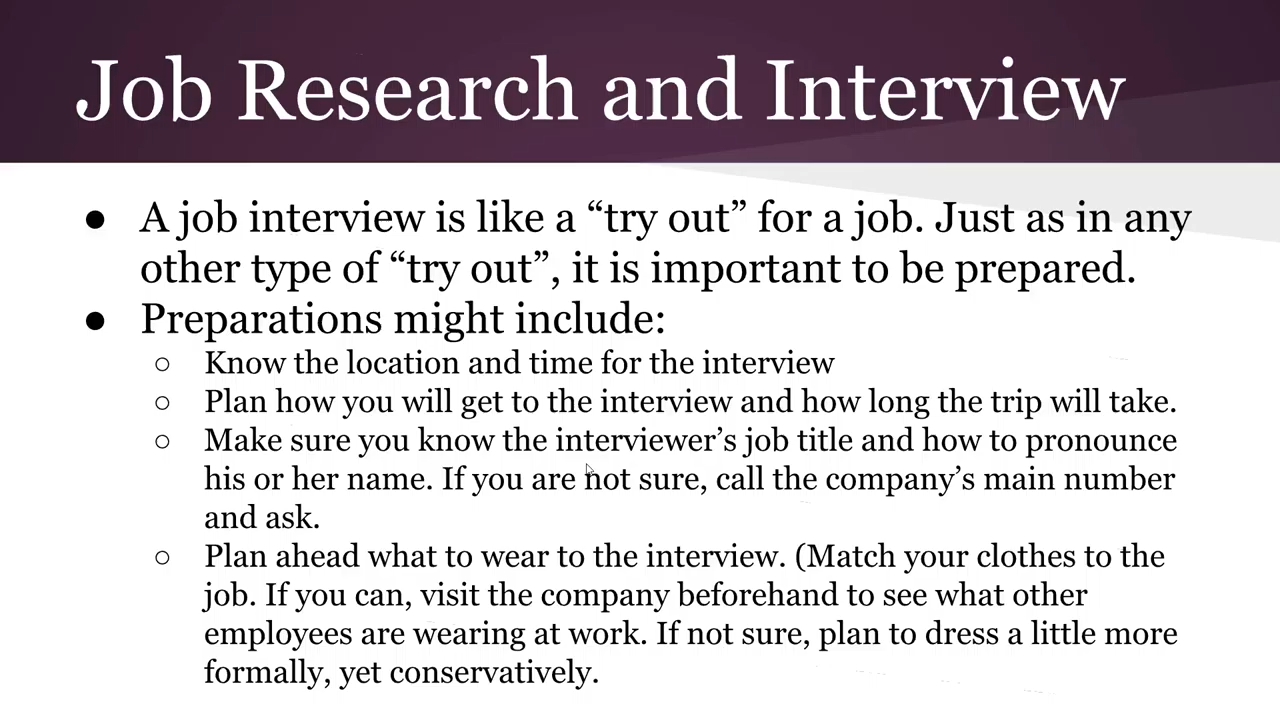 Job Research and Interview
● A job interview is like a “try out” for a job. Just as in any
other type of “try out”, it is important to be prepared.
● Preparations might include:
○ Know the location and time for the interview
○ Plan how you will get to the interview and how long the trip will take.
○ Make sure you know the interviewer’s job title and how to pronounce
his or her name. If you are not sure, call the company’s main number
and ask.
○ Plan ahead what to wear to the interview. (Match your clothes to the
job. If you can, visit the company beforehand to see what other
employees are wearing at work. If not sure, plan to dress a little more
formally, yet conservatively.